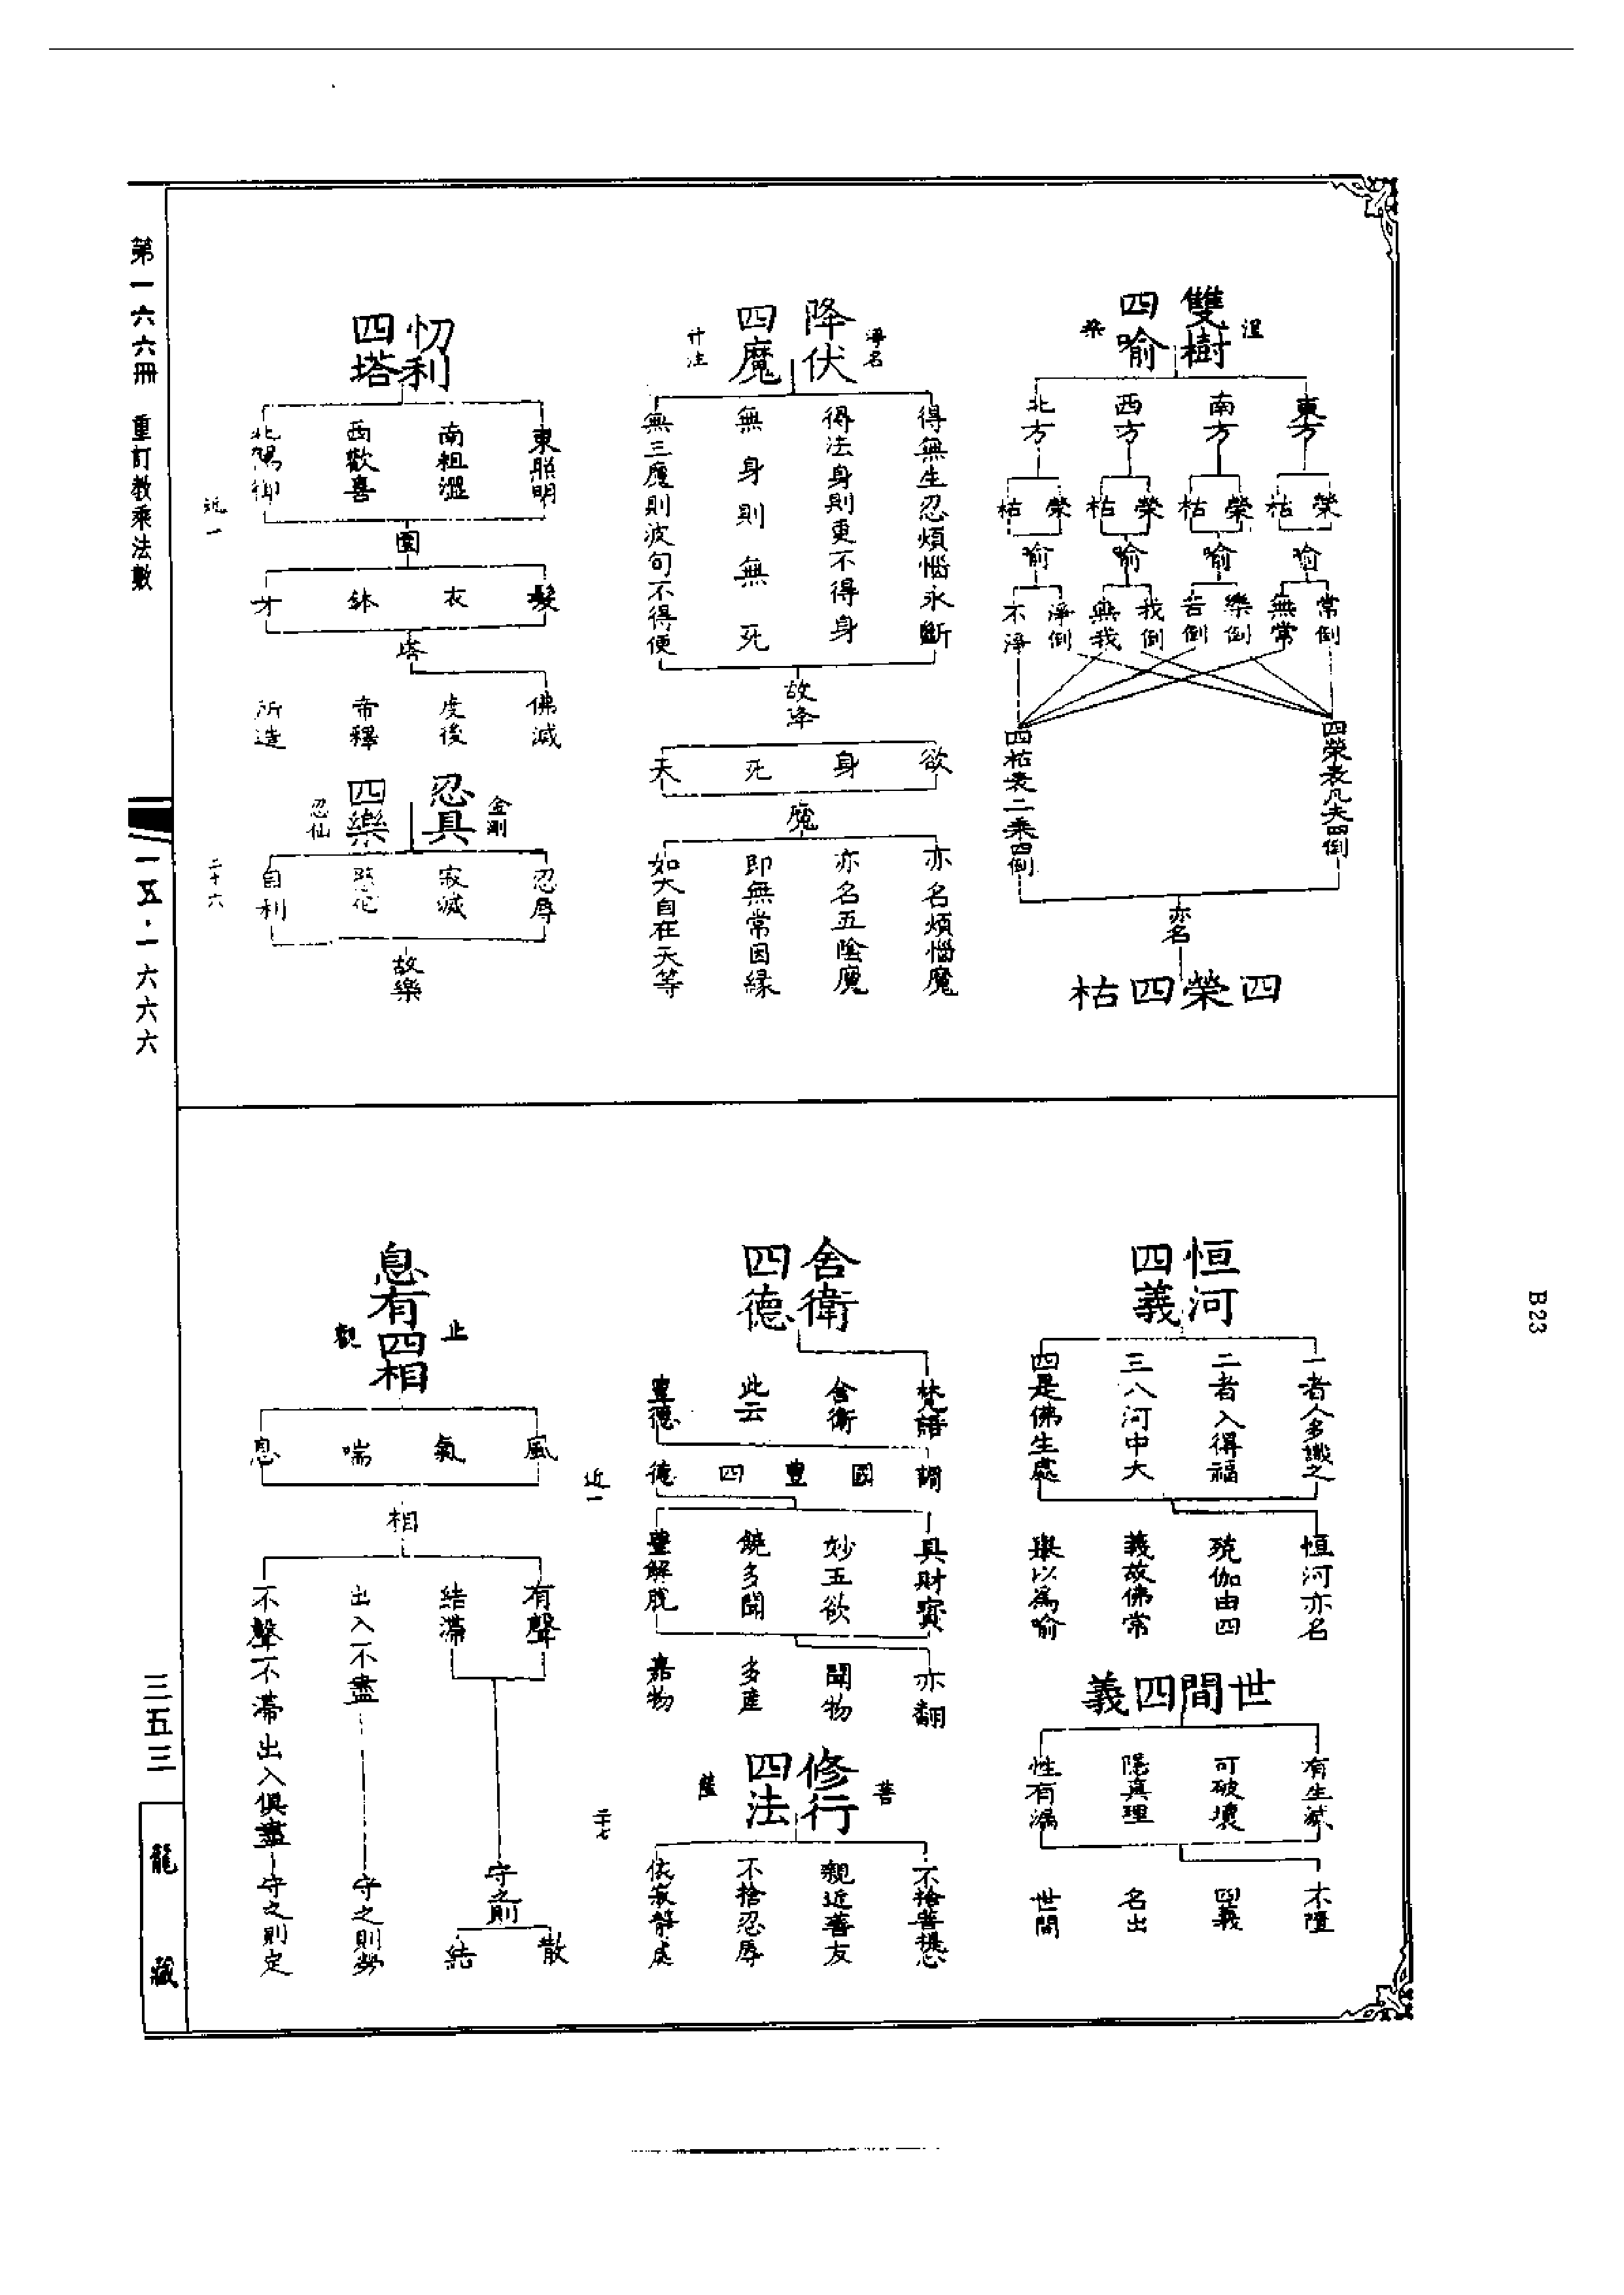 雙樹
四喻
涅
槃
東方
南方
西方
北方
榮
枯
榮
枯
榮
枯
榮
枯
喻
喻
喻
喻
常倒
無常
樂倒
苦倒
我倒
無我
淨倒
不淨
四榮表凡夫四倒
四枯表二乘四倒
亦名
四榮四枯
降伏
四魔
淨名
什注
得無生忍煩惱永斷
得法身則更不得身
無身則無死
無三魔則波旬不得便
故降
欲
身
死
天
魔
亦名煩惱魔
亦名五陰魔
即無常因緣
如大自在天等
忉利
四塔
東照明
南粗澀
西歡喜
圍
髮
衣
鉢
塔
佛滅
度後
帝釋
所造
忍具
四樂
金剛
忍仙
忍辱
寂滅
自利
故樂
近一
二十六
恒河
四義
一者人多識之
二者入得福
三八河中大
四是佛生處
恒河亦名
殑伽由四
義故佛常
舉以為喻
世間四義
有生滅
可破壞
隱真理
性有漏
不墮
四義
名出
世間
舍衛
四德
梵語
舍衛
此云
豐德
謂
國
豐
四
德
具財寶
妙五欲
饒多聞
豐解脫
亦翻
聞物
多產
嘉物
修行
四法
菩
薩
不捨菩提心
親近善友
不捨忍辱
依寂靜處
近一
二十七
息有四相
止
觀
風
氣
喘
息
相
有聲
結滯
出入不盡
不聲不滯出入俱盡
守之則
散
結
守之則勞
守之則定
第一六六冊 重訂教乘法數
一五·一六六六
三五三
龍藏
B23